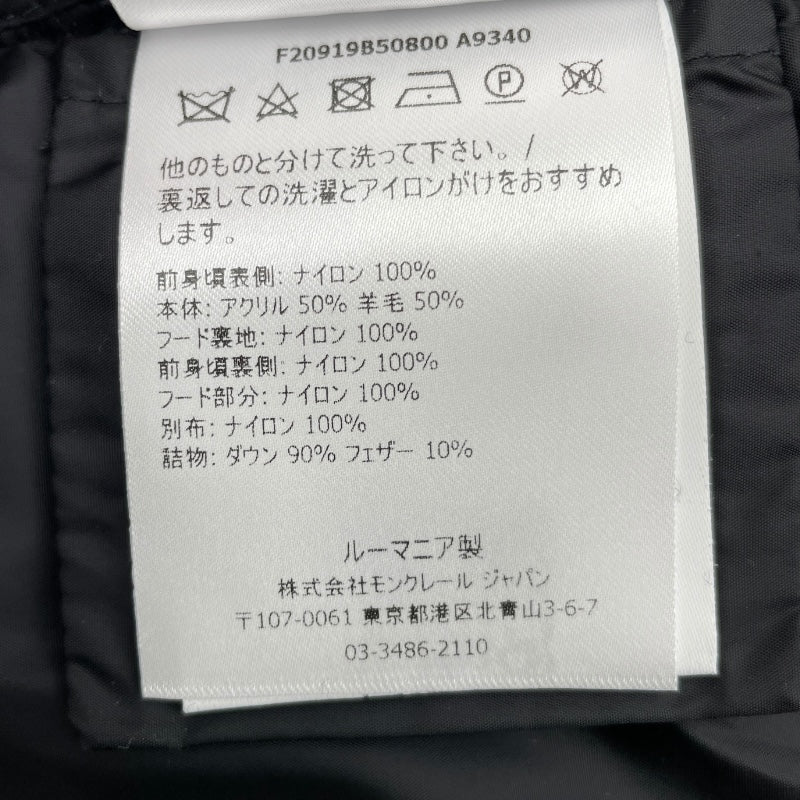 F20919B50800 A9340
P
W
他のものと分けて洗って下さい。/
裏返しての洗濯とアイロンがけをおすすめ
します。
前身頃表側: ナイロン 100%
本体: アクリル 50% 羊毛 50%
フード裏地: ナイロン 100%
前身頃裏側: ナイロン 100%
フード部分: ナイロン 100%
別布: ナイロン 100%
詰物: ダウン 90% フェザー 10%
ルーマニア製
株式会社モンクレール ジャパン
〒107-0061 東京都港区北青山3-6-7
03-3486-2110